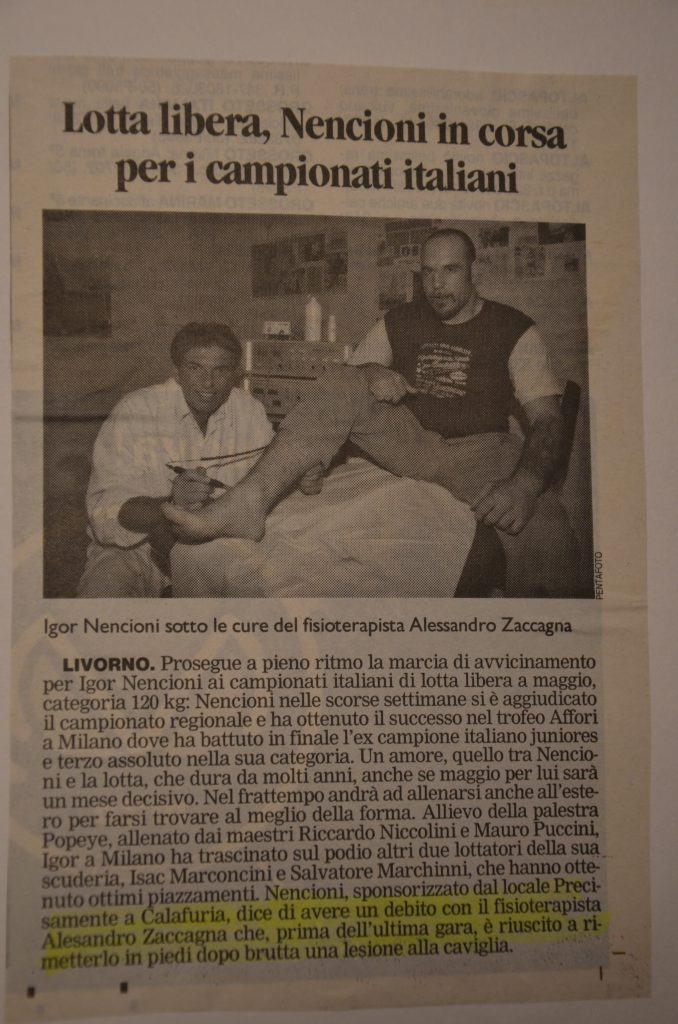 Lotta libera, Nencioni in corsa
per i campionati italiani
PENTAFOTO
Igor Nencioni sotto le cure del fisioterapista Alessandro Zaccagna
LIVORNO. Prosegue a pieno ritmo la marcia di avvicinamento
per Igor Nencioni ai campionati italiani di lotta libera a maggio,
categoria 120 kg: Nencioni nelle scorse settimane si è aggiudicato
il campionato regionale e ha ottenuto il successo nel trofeo Affori
a Milano dove ha battuto in finale l'ex campione italiano juniores
e terzo assoluto nella sua categoria. Un amore, quello tra Nencio-
ni e la lotta, che dura da molti anni, anche se maggio per lui sarà
un mese decisivo. Nel frattempo andrà ad allenarsi anche all'este-
ro per farsi trovare al meglio della forma. Allievo della palestra
Popeye, allenato dai maestri Riccardo Niccolini e Mauro Puccini,
Igor a Milano ha trascinato sul podio altri due lottatori della sua
scuderia, Isac Marconcini e Salvatore Marchinni, che hanno otte-
nuto ottimi piazzamenti. Nencioni, sponsorizzato dal locale Preci-
samente a Calafuria, dice di avere un debito con il fisioterapista
Alesandro Zaccagna che, prima dell'ultima gara, è riuscito a ri-
metterlo in piedi dopo brutta una lesione alla caviglia.